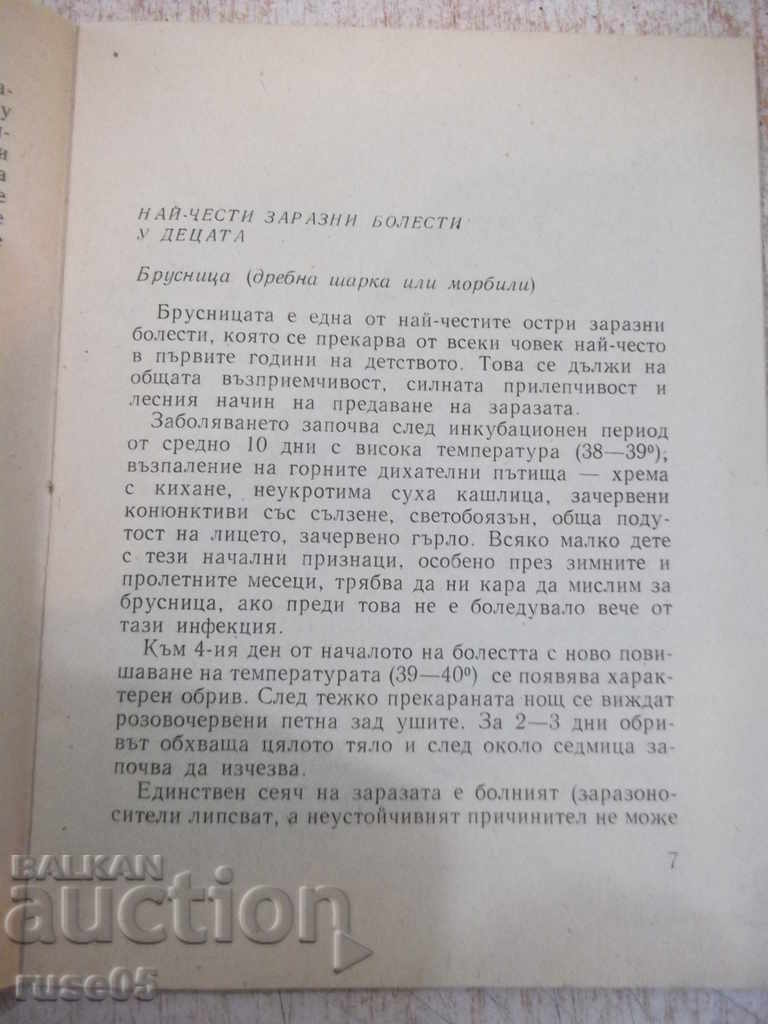 а-
у
и
а
е
е
НАЙ-ЧЕСТИ ЗАРАЗНИ БОЛЕСТИ
У ДЕЦАТА
Брусница (дребна шарка или морбили)
Брусницата е една от най-честите остри заразни
болести, която се прекарва от всеки човек най-често
в първите години на детството. Това се дължи на
общата възприемчивост, силната прилепчивост и
лесния начин на предаване на заразата.
Заболяването започва след инкубационен период
от средно 10 дни с висока температура (38—39º),
възпаление на горните дихателни пътища — хрема
с кихане, неукротима суха кашлица, зачервени
конюнктиви със сълзене, светобоязън, обща поду-
тост на лицето, зачервено гърло. Всяко малко дете
с тези начални признаци, особено през зимните и
пролетните месеци, трябва да ни кара да мислим за
брусница, ако преди това не е боледувало вече от
тази инфекция.
Към 4-ия ден от началото на болестта с ново пови-
шаване на температурата (39—40º) се появява харак-
терен обрив. След тежко прекараната нощ се виждат
розовочервени петна зад ушите. За 2—3 дни обри-
вът обхваща цялото тяло и след около седмица за-
почва да изчезва.
Единствен сеяч на заразата е болният (заразоно-
сители липсват, а неустойчивият причинител не може
7
BALKAN
auction
ruse05